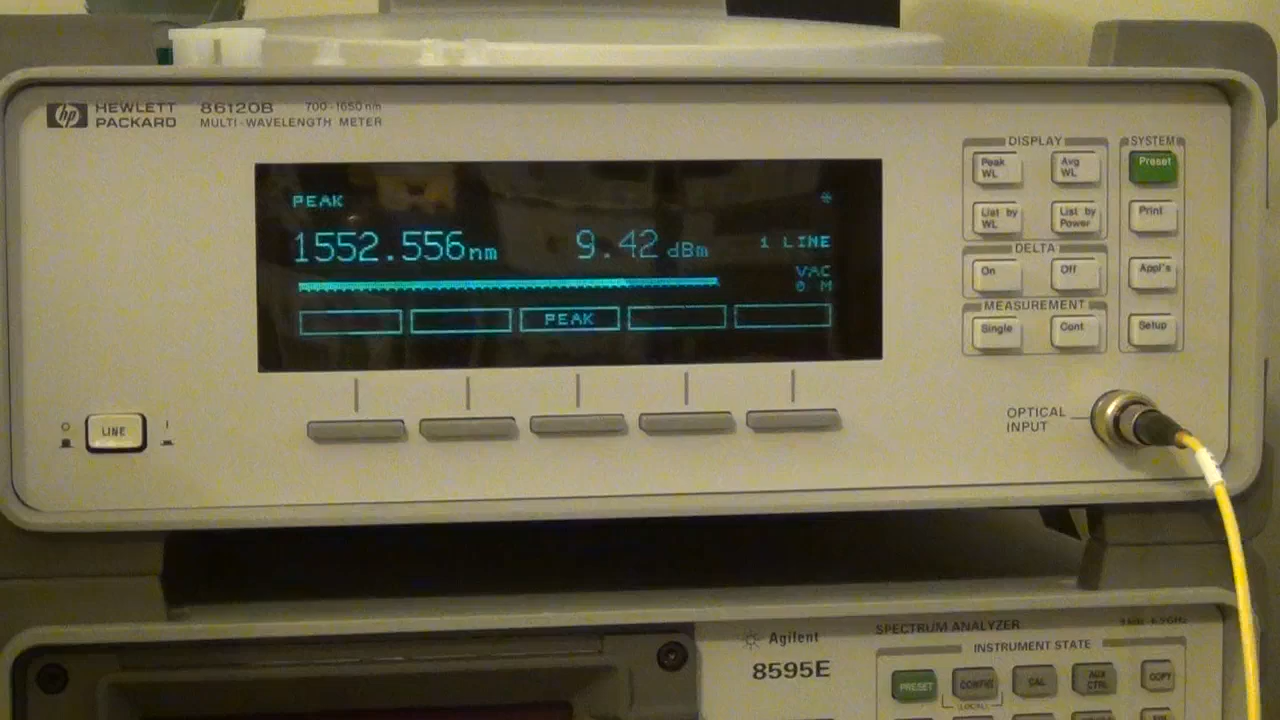 hp HEWLETT PACKARD
86120B 700-1650 nm
MULTI-WAVELENGTH METER
PEAK
*
1552.556nm 9.42 dBm 1 LINE
VAC
0 M
PEAK
LINE
DISPLAY
Peak WL
Avg WL
List by WL
List by Power
DELTA
On
Off
MEASUREMENT
Single
Cont
SYSTEM
Preset
Print
Appl's
Setup
OPTICAL INPUT
Agilent
8595E
SPECTRUM ANALYZER
INSTRUMENT STATE
PRESET
CONFIG
CAL
AUX CTRL
COPY
(LOCAL)